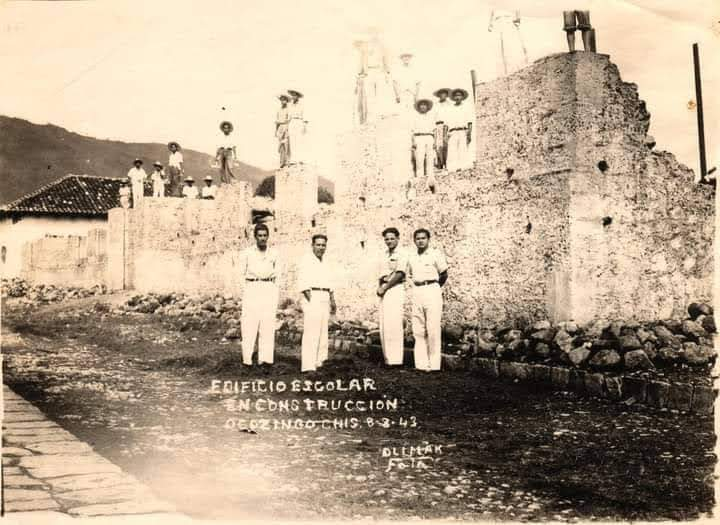 EDIFICIO ESCOLAR
EN CONSTRUCCION
OCOZINGO CHIS. 8-3-43
OLIMAK
Foto